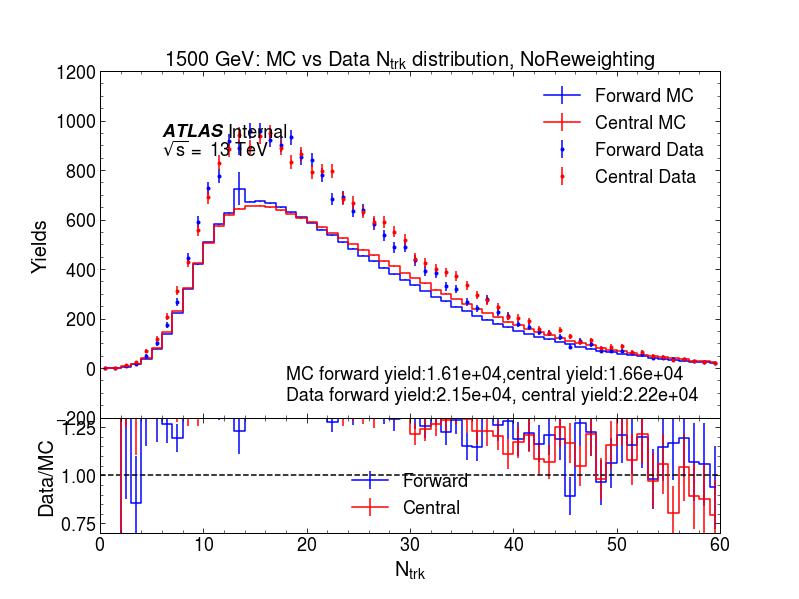 1500 GeV: MC vs Data Ntrk distribution, NoReweighting
1200
1000
800
600
400
200
0
−200
Yields
ATLAS Internal
√s = 13 TeV
Forward MC
Central MC
Forward Data
Central Data
MC forward yield:1.61e+04,central yield:1.66e+04
Data forward yield:2.15e+04, central yield:2.22e+04
1.25
1.00
0.75
Data/MC
Forward
Central
0 10 20 30 40 50 60
Ntrk